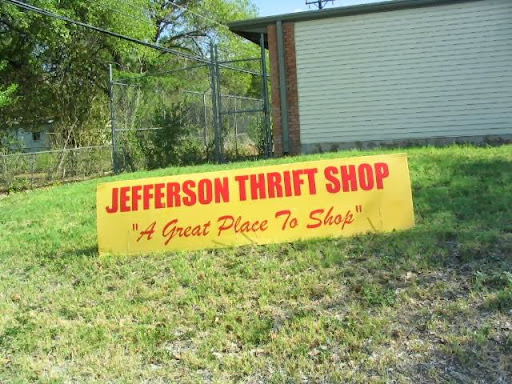 JEFFERSON THRIFT SHOP
"A Great Place To Shop"